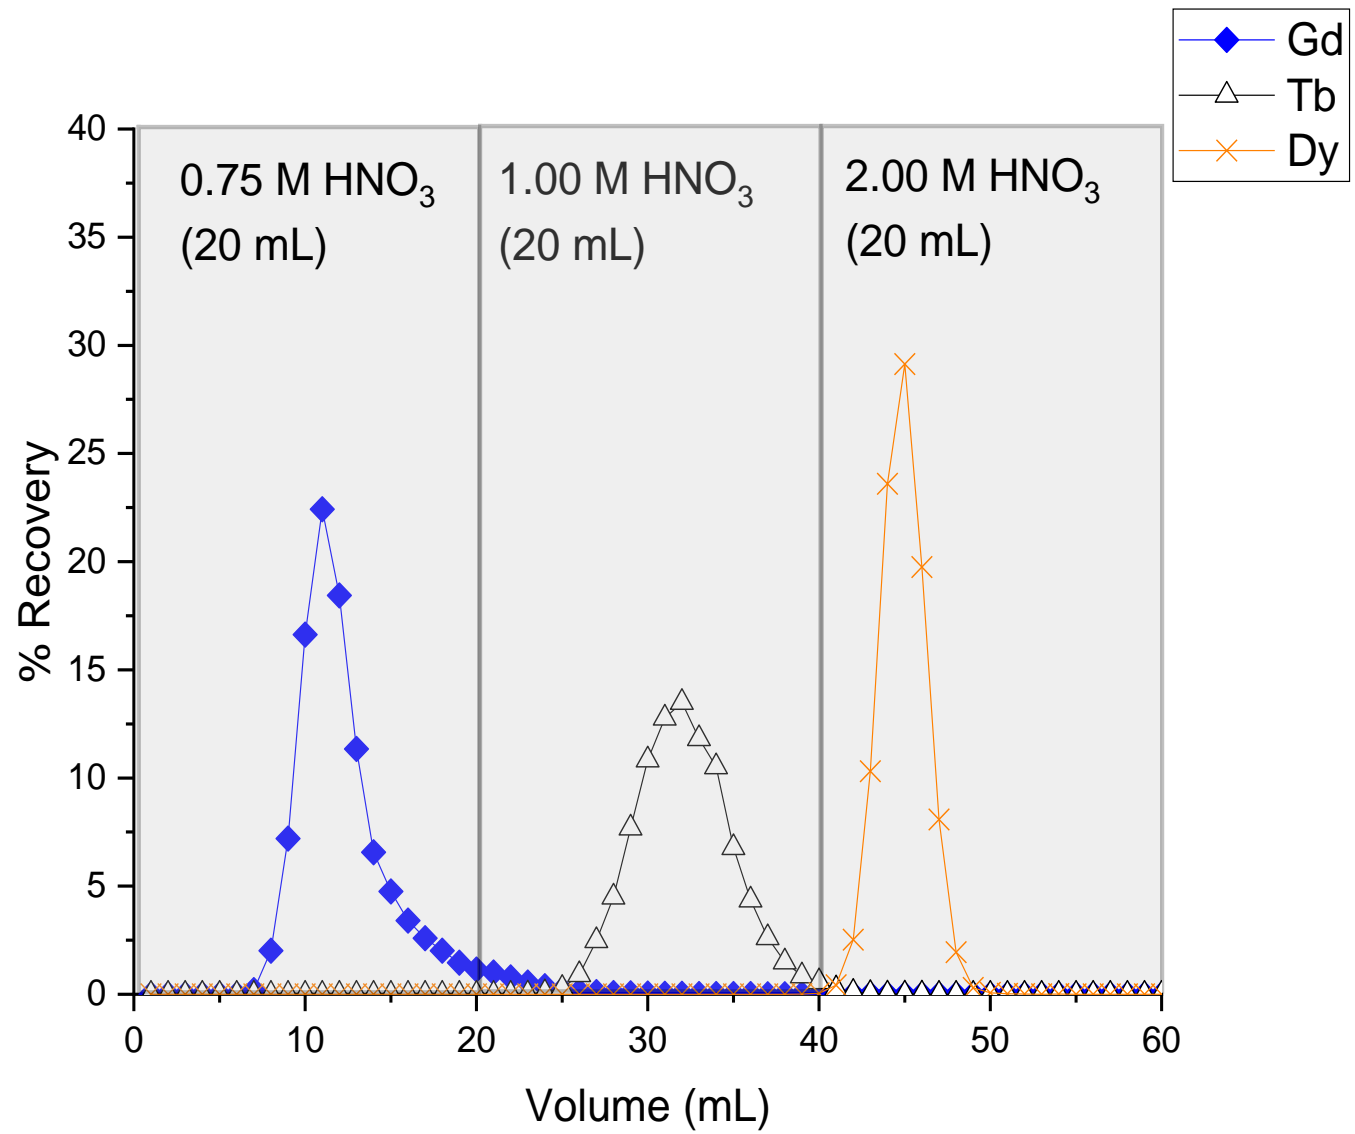 Gd
Tb
Dy
0.75 M HNO₃
(20 mL)
1.00 M HNO₃
(20 mL)
2.00 M HNO₃
(20 mL)
40
35
30
25
20
15
10
5
0
% Recovery
0 10 20 30 40 50 60
Volume (mL)